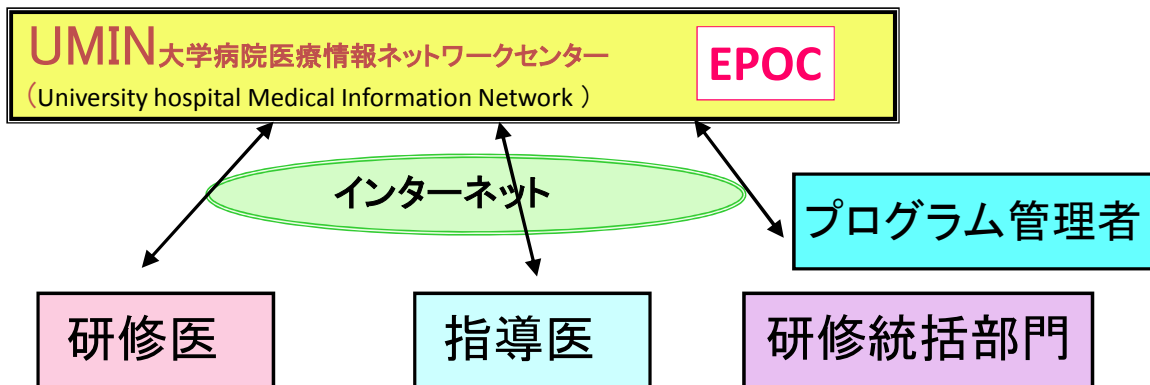 UMIN大学病院医療情報ネットワークセンター
EPOC
(University hospital Medical Information Network )
インターネット
プログラム管理者
研修医
指導医
研修統括部門